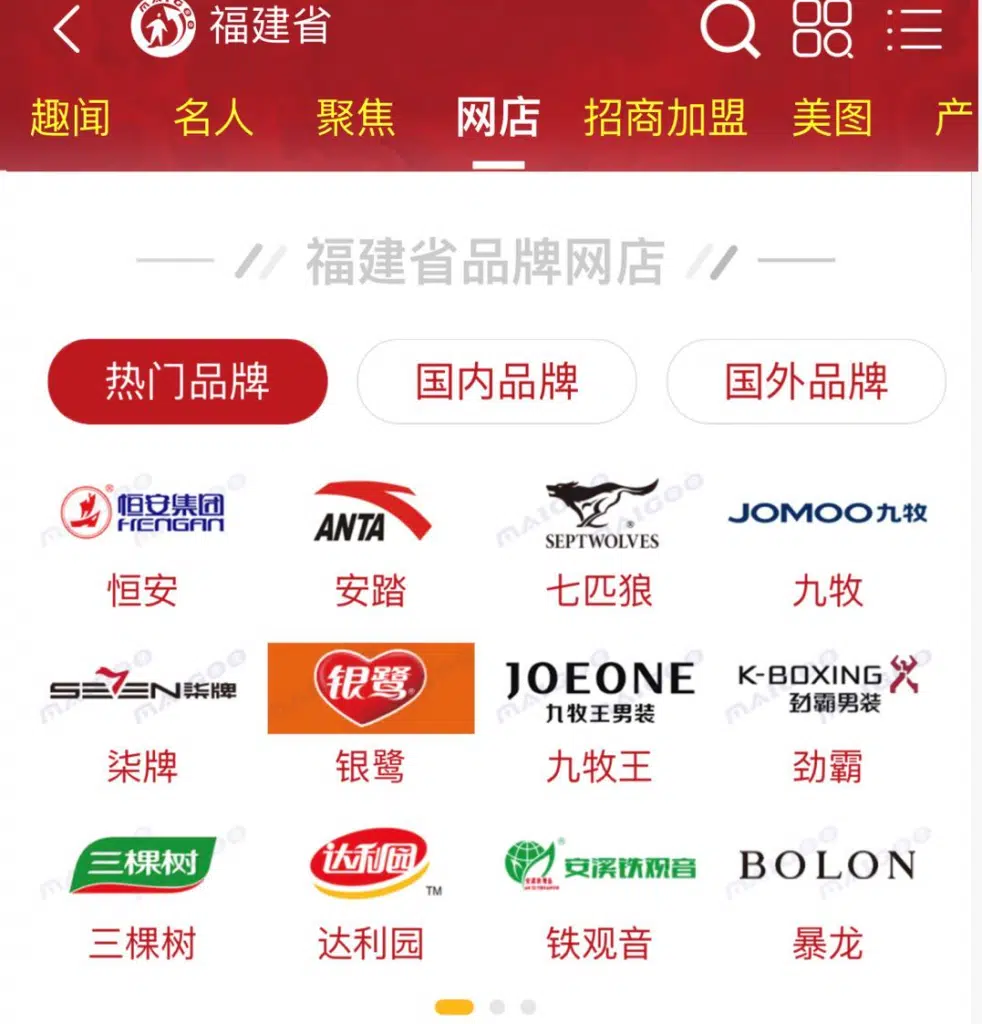 MAIGOO 福建省
趣闻 名人 聚焦 网店 招商加盟 美图 产
福建省品牌网店
热门品牌 国内品牌 国外品牌
恒安集团 HENGAN ANTA SEPTWOLVES JOMOO九牧
恒安 安踏 七匹狼 九牧
SEVEN柒牌 银鹭 JOEONE 九牧王男装 K-BOXING 劲霸男装
柒牌 银鹭 九牧王 劲霸
三棵树 达利园 TM 安溪铁观音 BOLON
三棵树 达利园 铁观音 暴龙